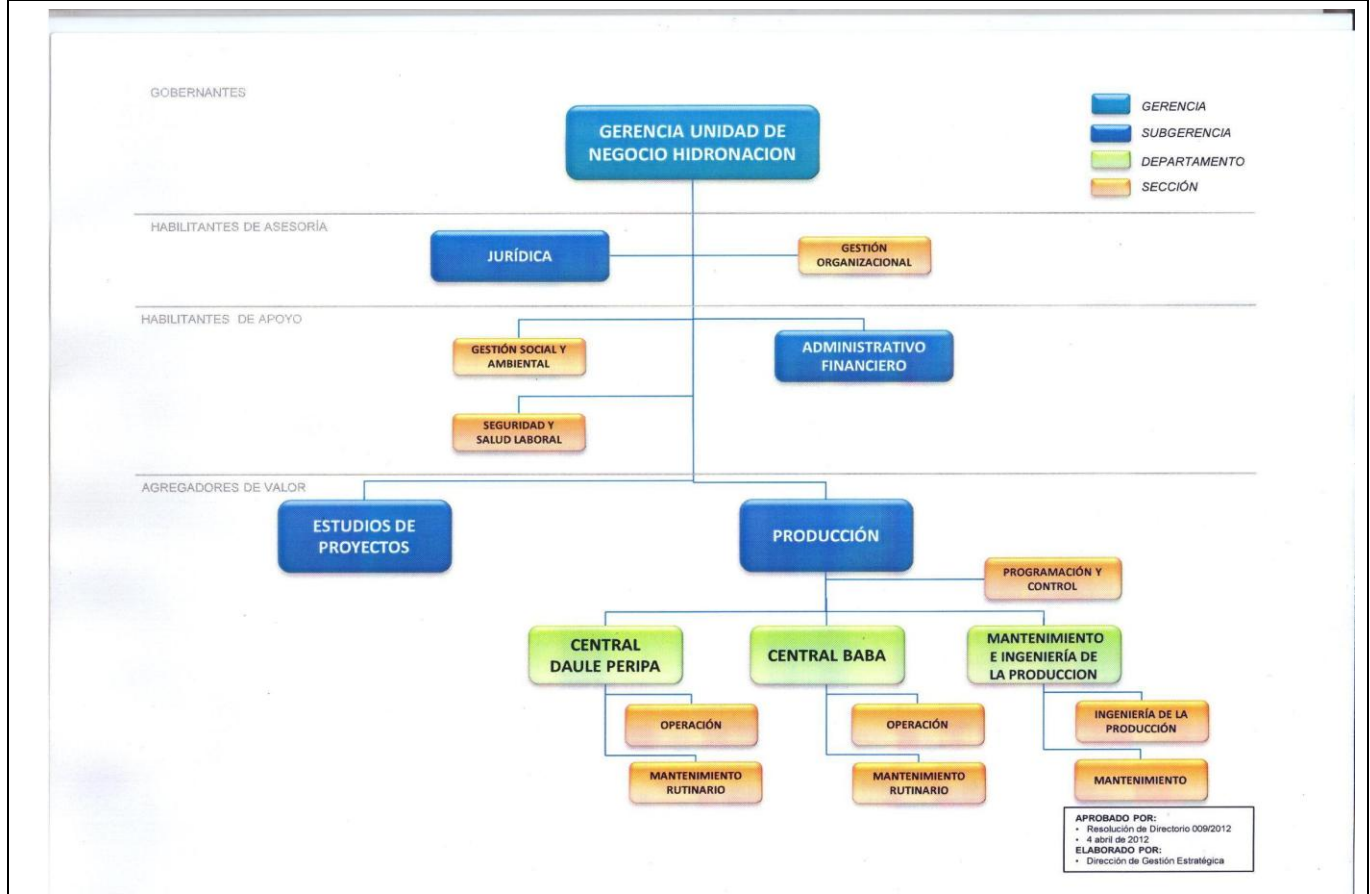 GOBERNANTES
GERENCIA UNIDAD DE
NEGOCIO HIDRONACION
GERENCIA
SUBGERENCIA
DEPARTAMENTO
SECCIÓN
HABILITANTES DE ASESORÍA
JURÍDICA
GESTIÓN
ORGANIZACIONAL
HABILITANTES DE APOYO
GESTIÓN SOCIAL Y
AMBIENTAL
ADMINISTRATIVO
FINANCIERO
SEGURIDAD Y
SALUD LABORAL
AGREGADORES DE VALOR
ESTUDIOS DE
PROYECTOS
PRODUCCIÓN
PROGRAMACIÓN Y
CONTROL
CENTRAL
DAULE PERIPA
CENTRAL BABA
MANTENIMIENTO
E INGENIERÍA DE
LA PRODUCCION
OPERACIÓN
OPERACIÓN
INGENIERÍA DE LA
PRODUCCIÓN
MANTENIMIENTO
RUTINARIO
MANTENIMIENTO
RUTINARIO
MANTENIMIENTO
APROBADO POR:
• Resolución de Directorio 009/2012
• 4 abril de 2012
ELABORADO POR:
• Dirección de Gestión Estratégica